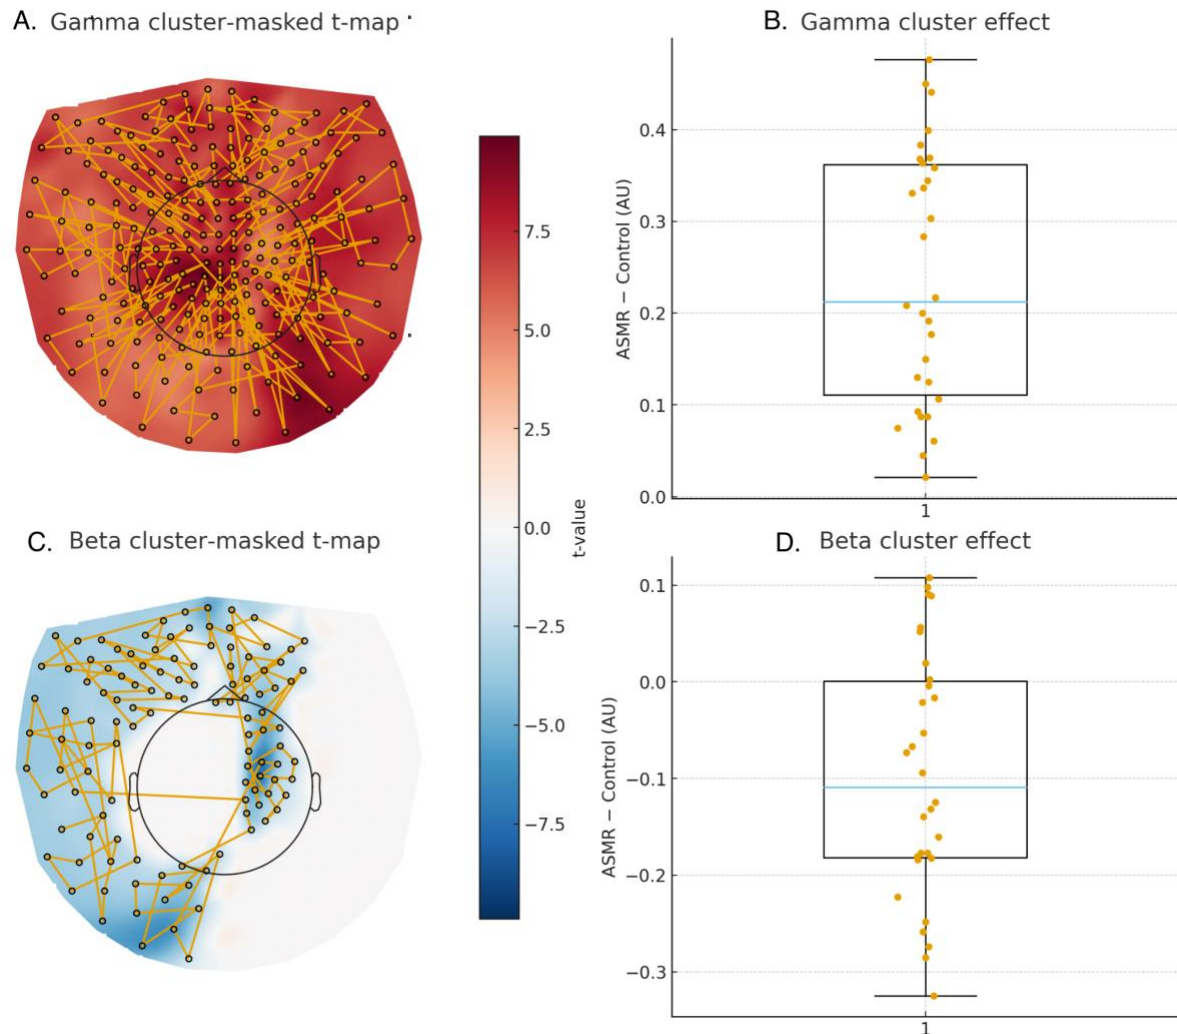 A. Gamma cluster-masked t-map
B. Gamma cluster effect
7.5
5.0
2.5
0.0
−2.5
−5.0
−7.5
t-value
ASMR − Control (AU)
0.4
0.3
0.2
0.1
0.0
1
C. Beta cluster-masked t-map
D. Beta cluster effect
ASMR − Control (AU)
0.1
0.0
−0.1
−0.2
−0.3
1